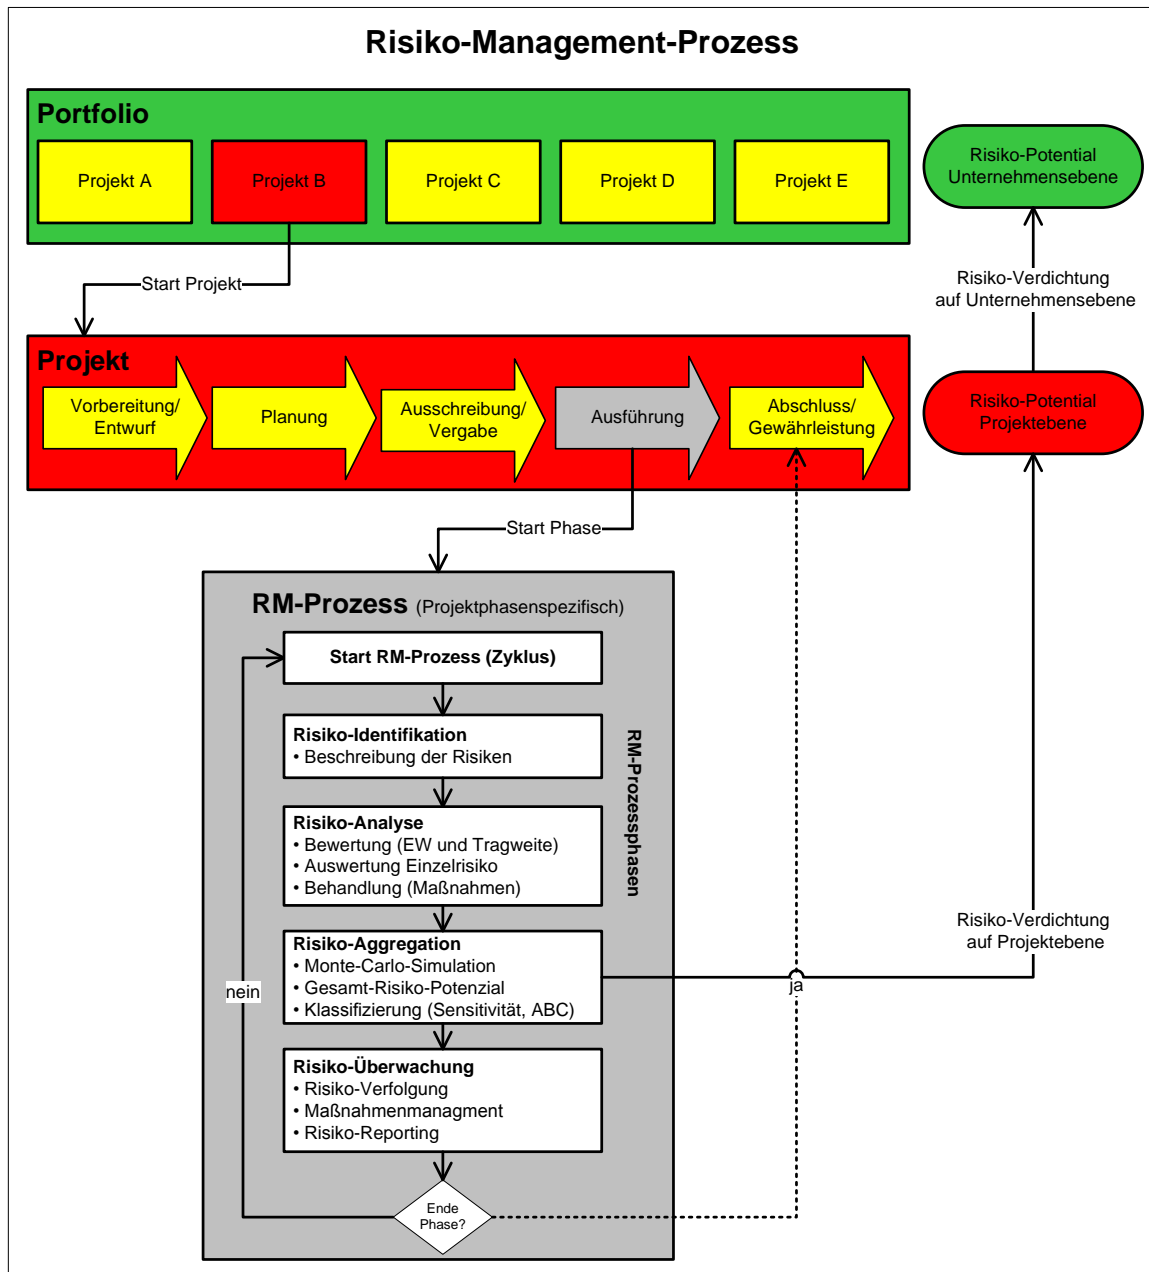 Risiko-Management-Prozess
Portfolio
Projekt A
Projekt B
Projekt C
Projekt D
Projekt E
Risiko-Potential
Unternehmensebene
Start Projekt
Risiko-Verdichtung
auf Unternehmensebene
Projekt
Vorbereitung/
Entwurf
Planung
Ausschreibung/
Vergabe
Ausführung
Abschluss/
Gewährleistung
Risiko-Potential
Projektebene
Start Phase
RM-Prozess (Projektphasenspezifisch)
Start RM-Prozess (Zyklus)
Risiko-Identifikation
• Beschreibung der Risiken
RM-Prozessphasen
Risiko-Analyse
• Bewertung (EW und Tragweite)
• Auswertung Einzelrisiko
• Behandlung (Maßnahmen)
Risiko-Verdichtung
auf Projektebene
Risiko-Aggregation
• Monte-Carlo-Simulation
• Gesamt-Risiko-Potenzial
• Klassifizierung (Sensitivität, ABC)
nein
ja
Risiko-Überwachung
• Risiko-Verfolgung
• Maßnahmenmanagment
• Risiko-Reporting
Ende
Phase?